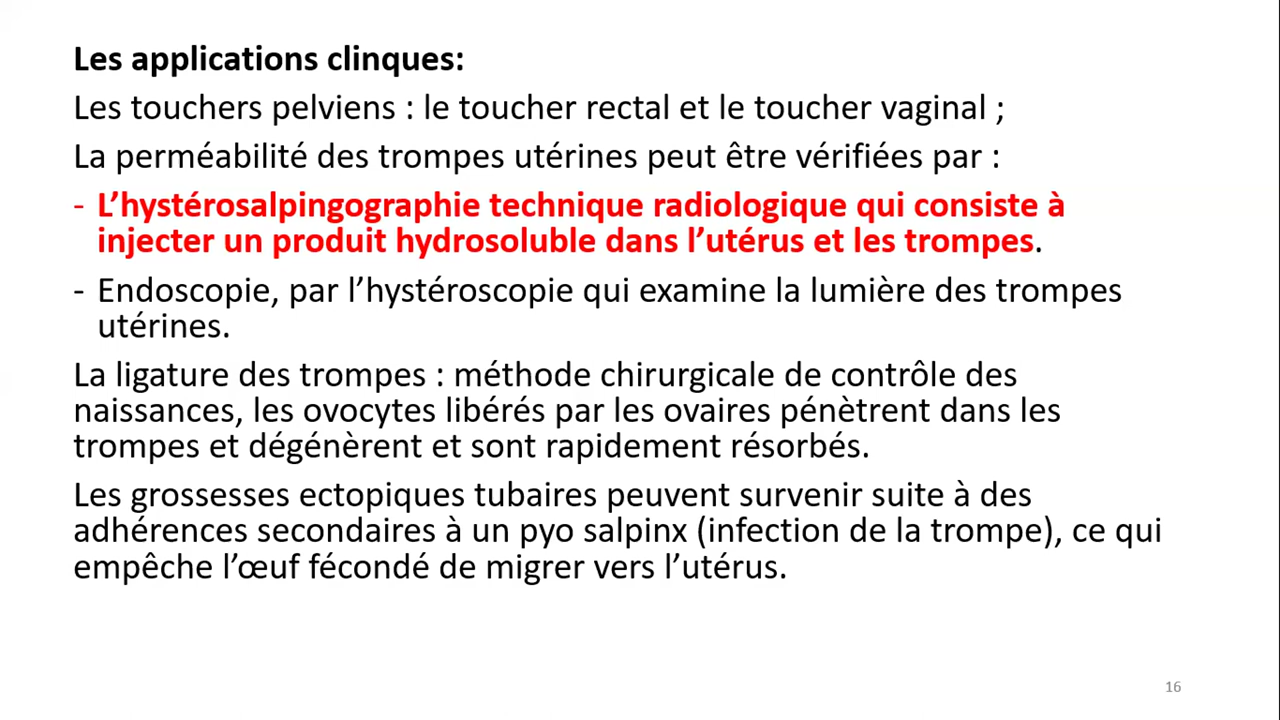 Les applications clinques:
Les touchers pelviens : le toucher rectal et le toucher vaginal ;
La perméabilité des trompes utérines peut être vérifiées par :
- L’hystérosalpingographie technique radiologique qui consiste à
injecter un produit hydrosoluble dans l’utérus et les trompes.
- Endoscopie, par l’hystéroscopie qui examine la lumière des trompes
utérines.
La ligature des trompes : méthode chirurgicale de contrôle des
naissances, les ovocytes libérés par les ovaires pénètrent dans les
trompes et dégénèrent et sont rapidement résorbés.
Les grossesses ectopiques tubaires peuvent survenir suite à des
adhérences secondaires à un pyo salpinx (infection de la trompe), ce qui
empêche l’œuf fécondé de migrer vers l’utérus.
16